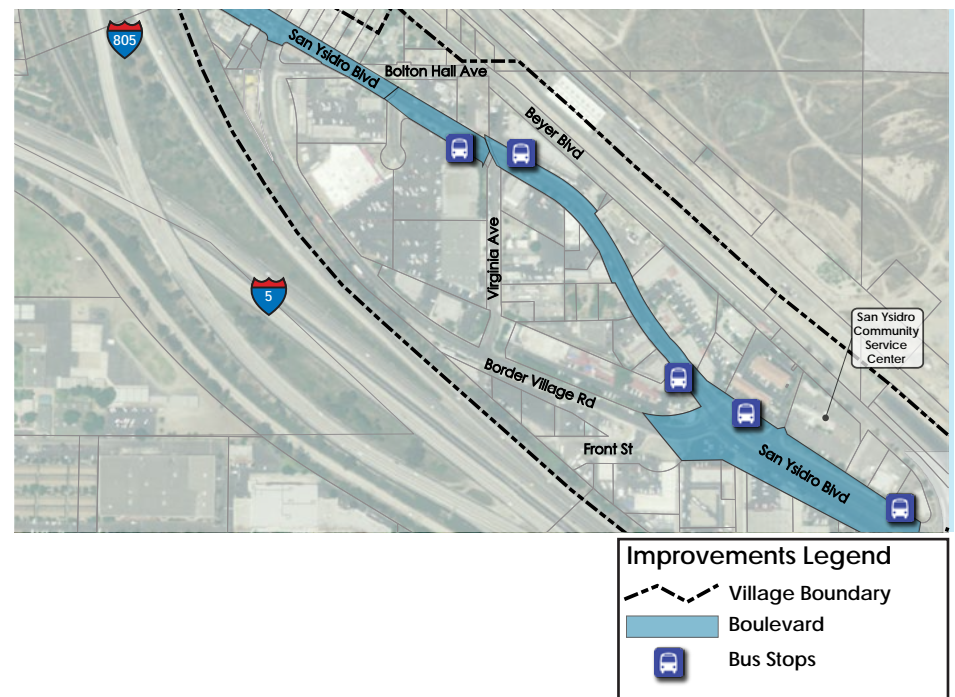 805
San Ysidro Blvd
Bolton Hall Ave
Beyer Blvd
Virginia Ave
5
San Ysidro
Community
Service
Center
Border Village Rd
Front St
San Ysidro Blvd
Improvements Legend
Village Boundary
Boulevard
Bus Stops